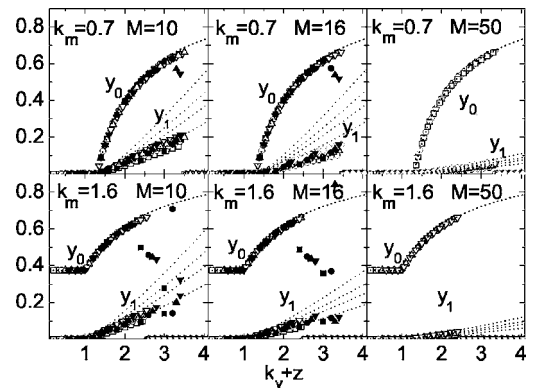 k_m=0.7 M=10
k_m=0.7 M=16
k_m=0.7 M=50
0.8
0.6
0.4
0.2
y_0
y_1
y_0
y_1
y_0
y_1
k_m=1.6 M=10
k_m=1.6 M=16
k_m=1.6 M=50
0.8
0.6
0.4
0.2
y_0
y_1
y_0
y_1
y_0
y_1
1 2 3 4 1 2 3 4 1 2 3 4
k_v+z